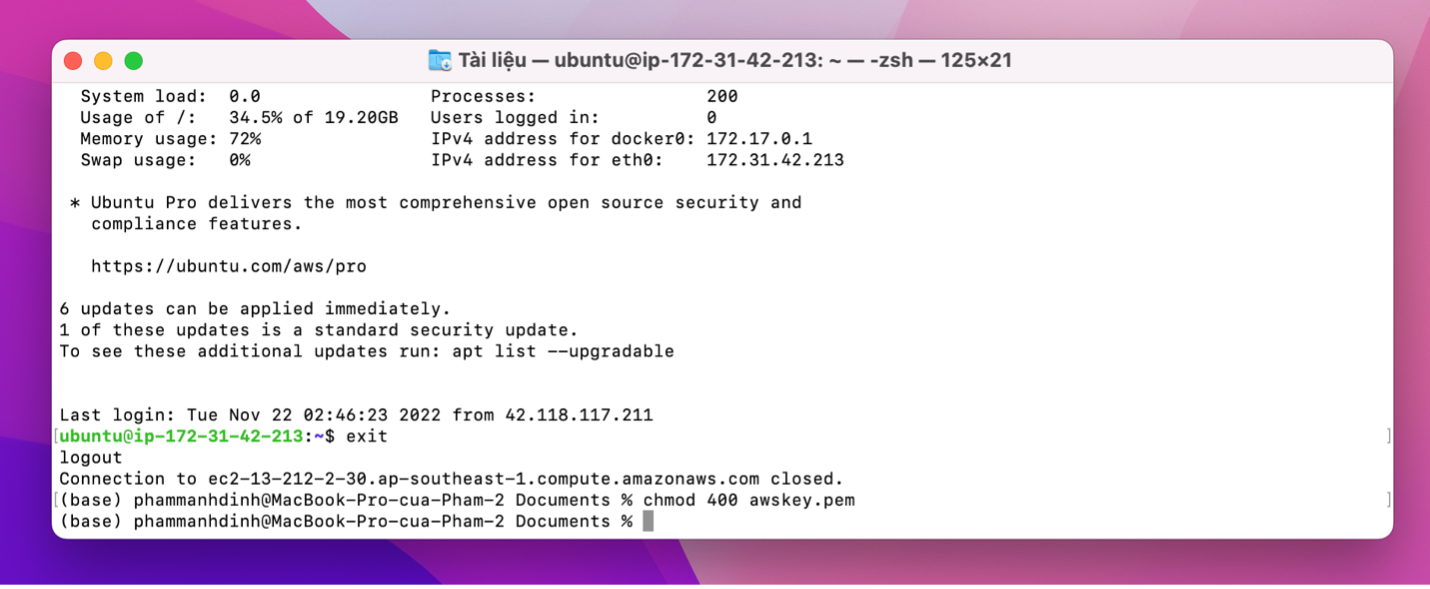 Tài liệu — ubuntu@ip-172-31-42-213: ~ — -zsh — 125×21
System load: 0.0 Processes: 200
Usage of /: 34.5% of 19.20GB Users logged in: 0
Memory usage: 72% IPv4 address for docker0: 172.17.0.1
Swap usage: 0% IPv4 address for eth0: 172.31.42.213
* Ubuntu Pro delivers the most comprehensive open source security and
compliance features.
https://ubuntu.com/aws/pro
6 updates can be applied immediately.
1 of these updates is a standard security update.
To see these additional updates run: apt list --upgradable
Last login: Tue Nov 22 02:46:23 2022 from 42.118.117.211
[ubuntu@ip-172-31-42-213:~$ exit ]
logout
Connection to ec2-13-212-2-30.ap-southeast-1.compute.amazonaws.com closed.
[(base) phammanhdinh@MacBook-Pro-cua-Pham-2 Documents % chmod 400 awskey.pem ]
(base) phammanhdinh@MacBook-Pro-cua-Pham-2 Documents %